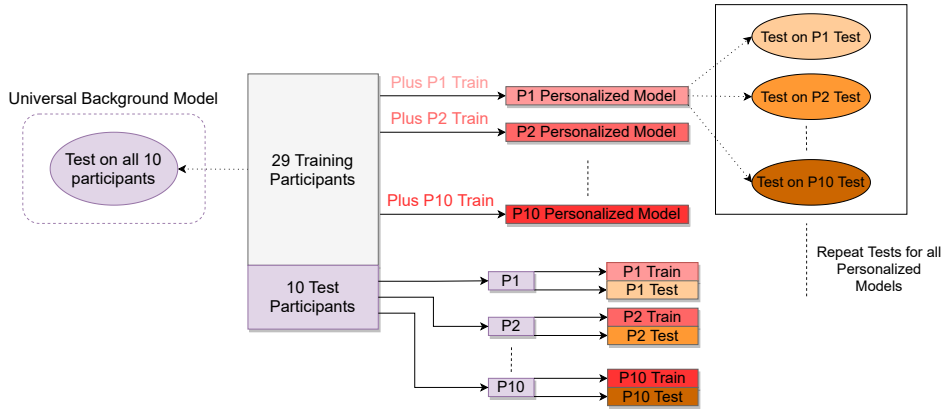 Universal Background Model
Test on all 10
participants
29 Training
Participants
10 Test
Participants
Plus P1 Train
Plus P2 Train
Plus P10 Train
P1 Personalized Model
P2 Personalized Model
P10 Personalized Model
Test on P1 Test
Test on P2 Test
Test on P10 Test
Repeat Tests for all
Personalized
Models
P1
P1 Train
P1 Test
P2
P2 Train
P2 Test
P10
P10 Train
P10 Test